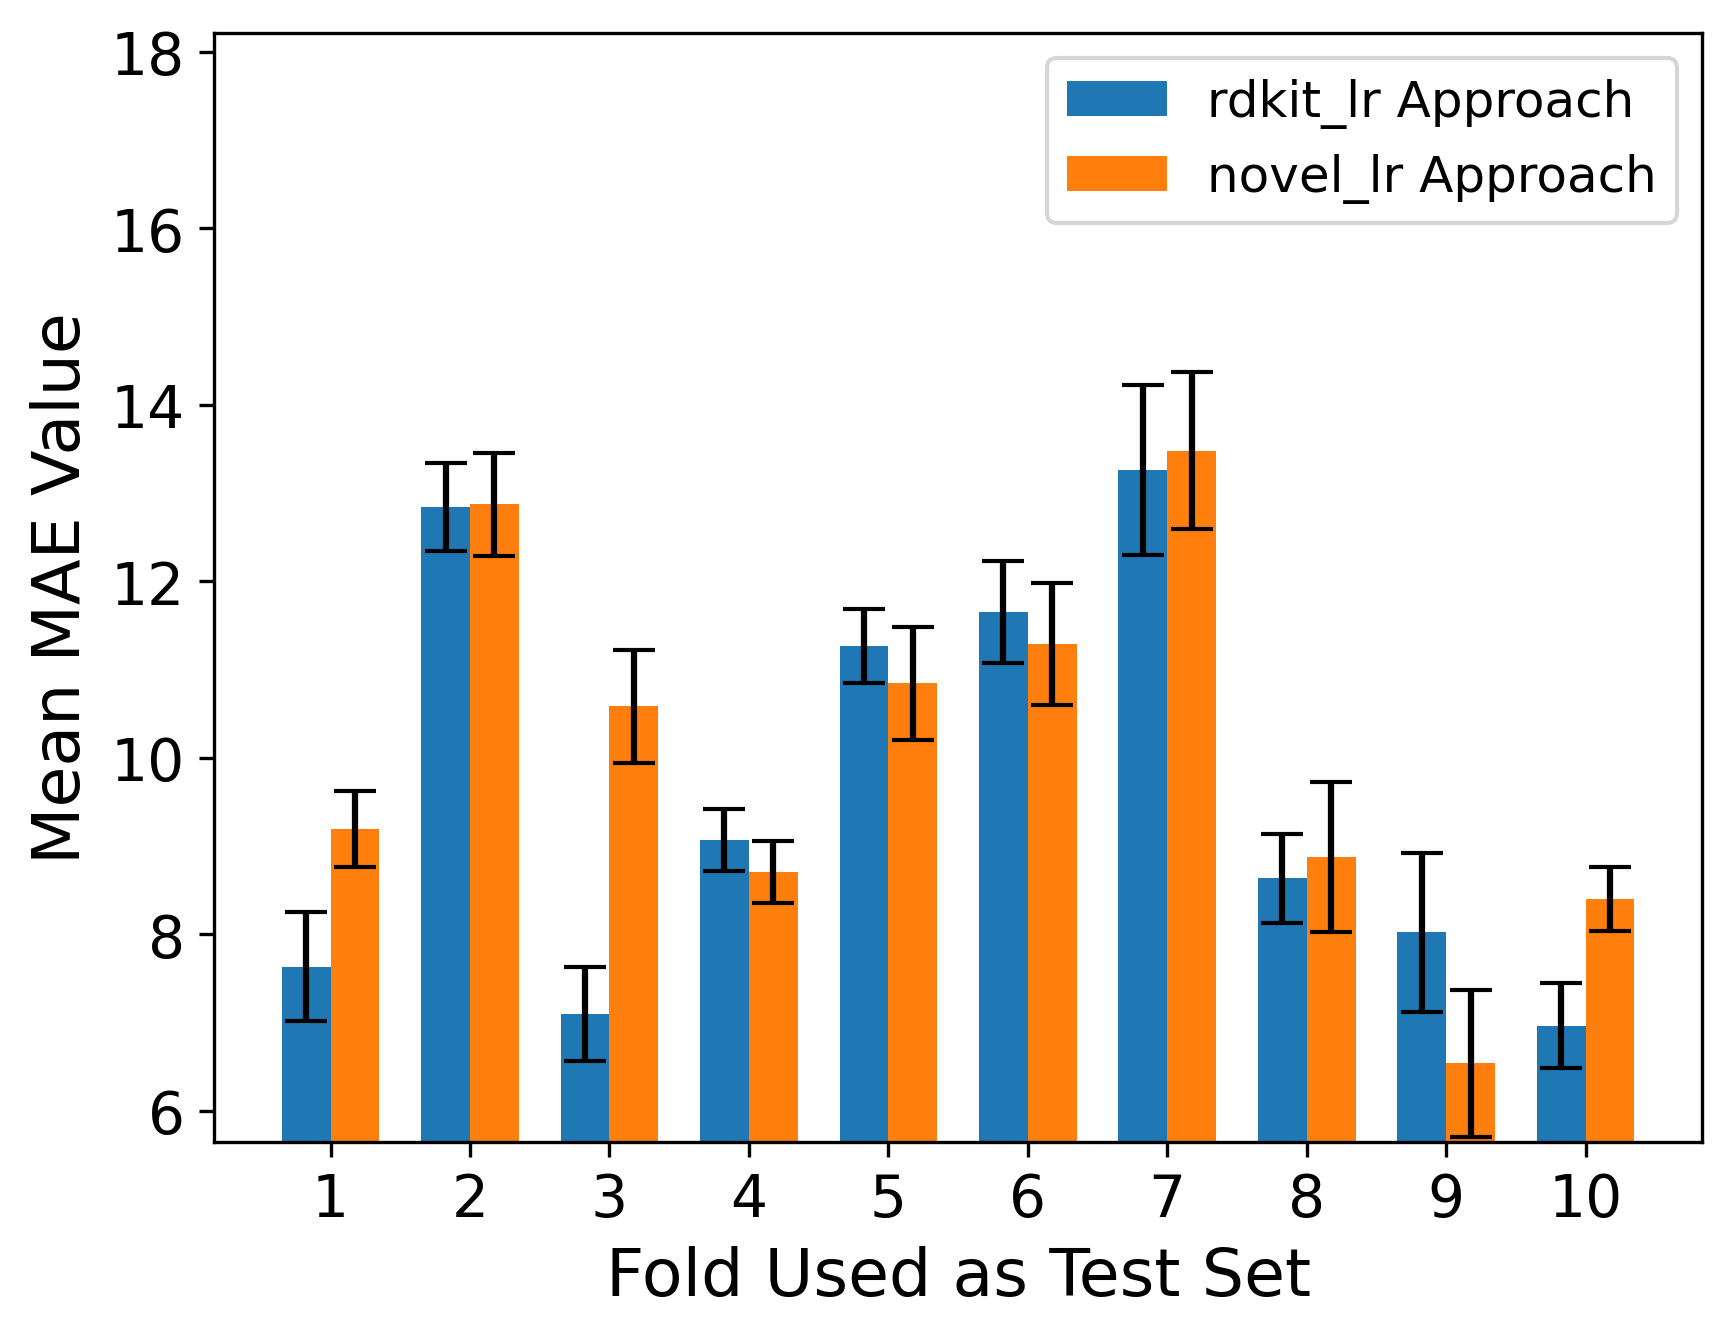 18
16
14
12
10
8
6
Mean MAE Value
rdkit_lr Approach
novel_lr Approach
1 2 3 4 5 6 7 8 9 10
Fold Used as Test Set